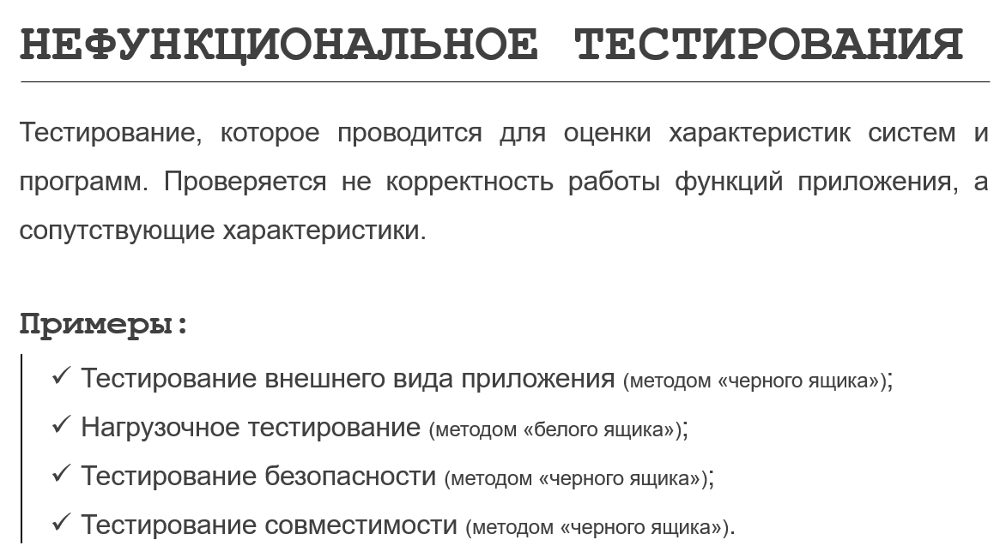 НЕФУНКЦИОНАЛЬНОЕ ТЕСТИРОВАНИЯ
Тестирование, которое проводится для оценки характеристик систем и
программ. Проверяется не корректность работы функций приложения, а
сопутствующие характеристики.
Примеры:
✓ Тестирование внешнего вида приложения (методом «черного ящика»);
✓ Нагрузочное тестирование (методом «белого ящика»);
✓ Тестирование безопасности (методом «черного ящика»);
✓ Тестирование совместимости (методом «черного ящика»).